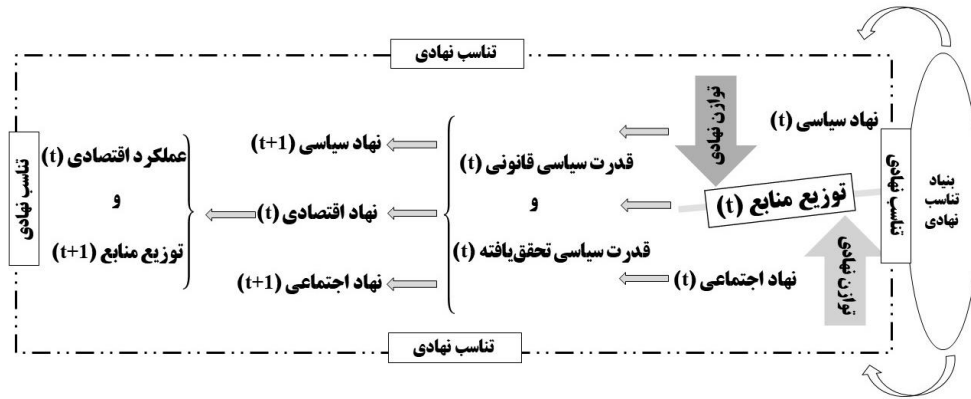 تناسب نهادی
بنیاد
تناسب
نهادی
تناسب نهادی
نهاد سیاسی (t)
توازن نهادی
توزیع منابع (t)
توازن نهادی
نهاد اجتماعی (t)
قدرت سیاسی قانونی (t)
و
قدرت سیاسی تحقق‌یافته (t)
نهاد سیاسی (t+1)
نهاد اقتصادی (t)
نهاد اجتماعی (t+1)
عملکرد اقتصادی (t)
و
توزیع منابع (t+1)
تناسب نهادی
تناسب نهادی